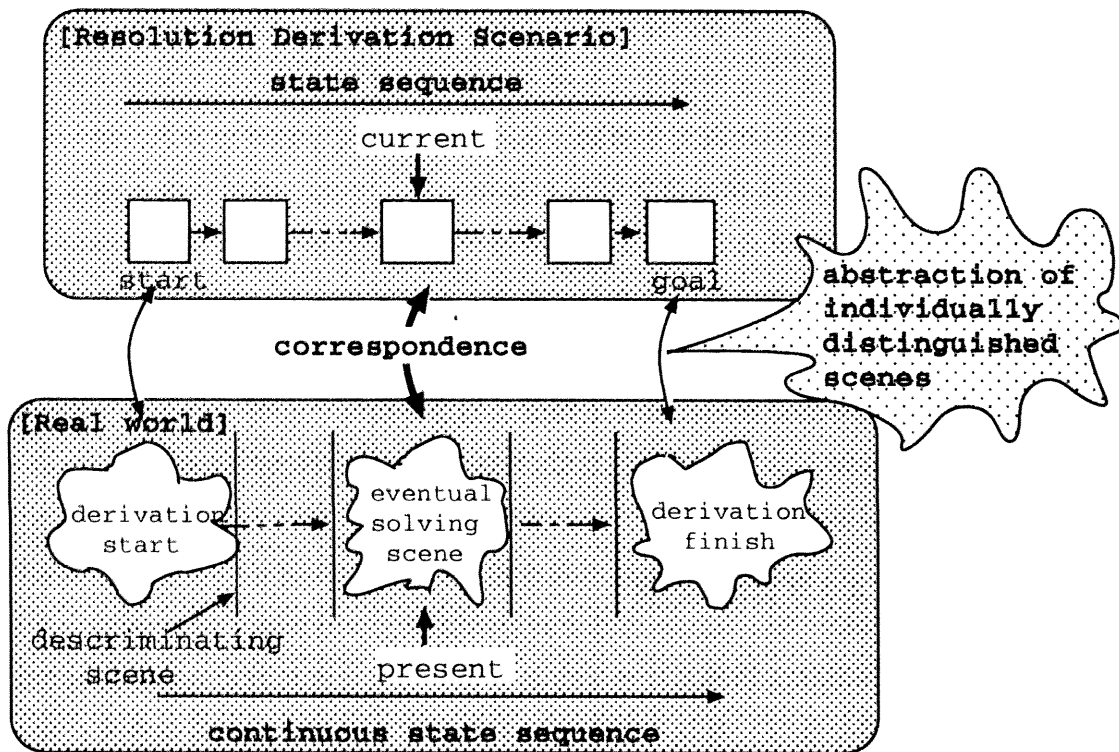 [Resolution Derivation Scenario]
state sequence
current
start
goal
abstraction of
individually
distinguished
scenes
correspondence
[Real world]
derivation
start
eventual
solving
scene
derivation
finish
descriminating
scene
present
continuous state sequence